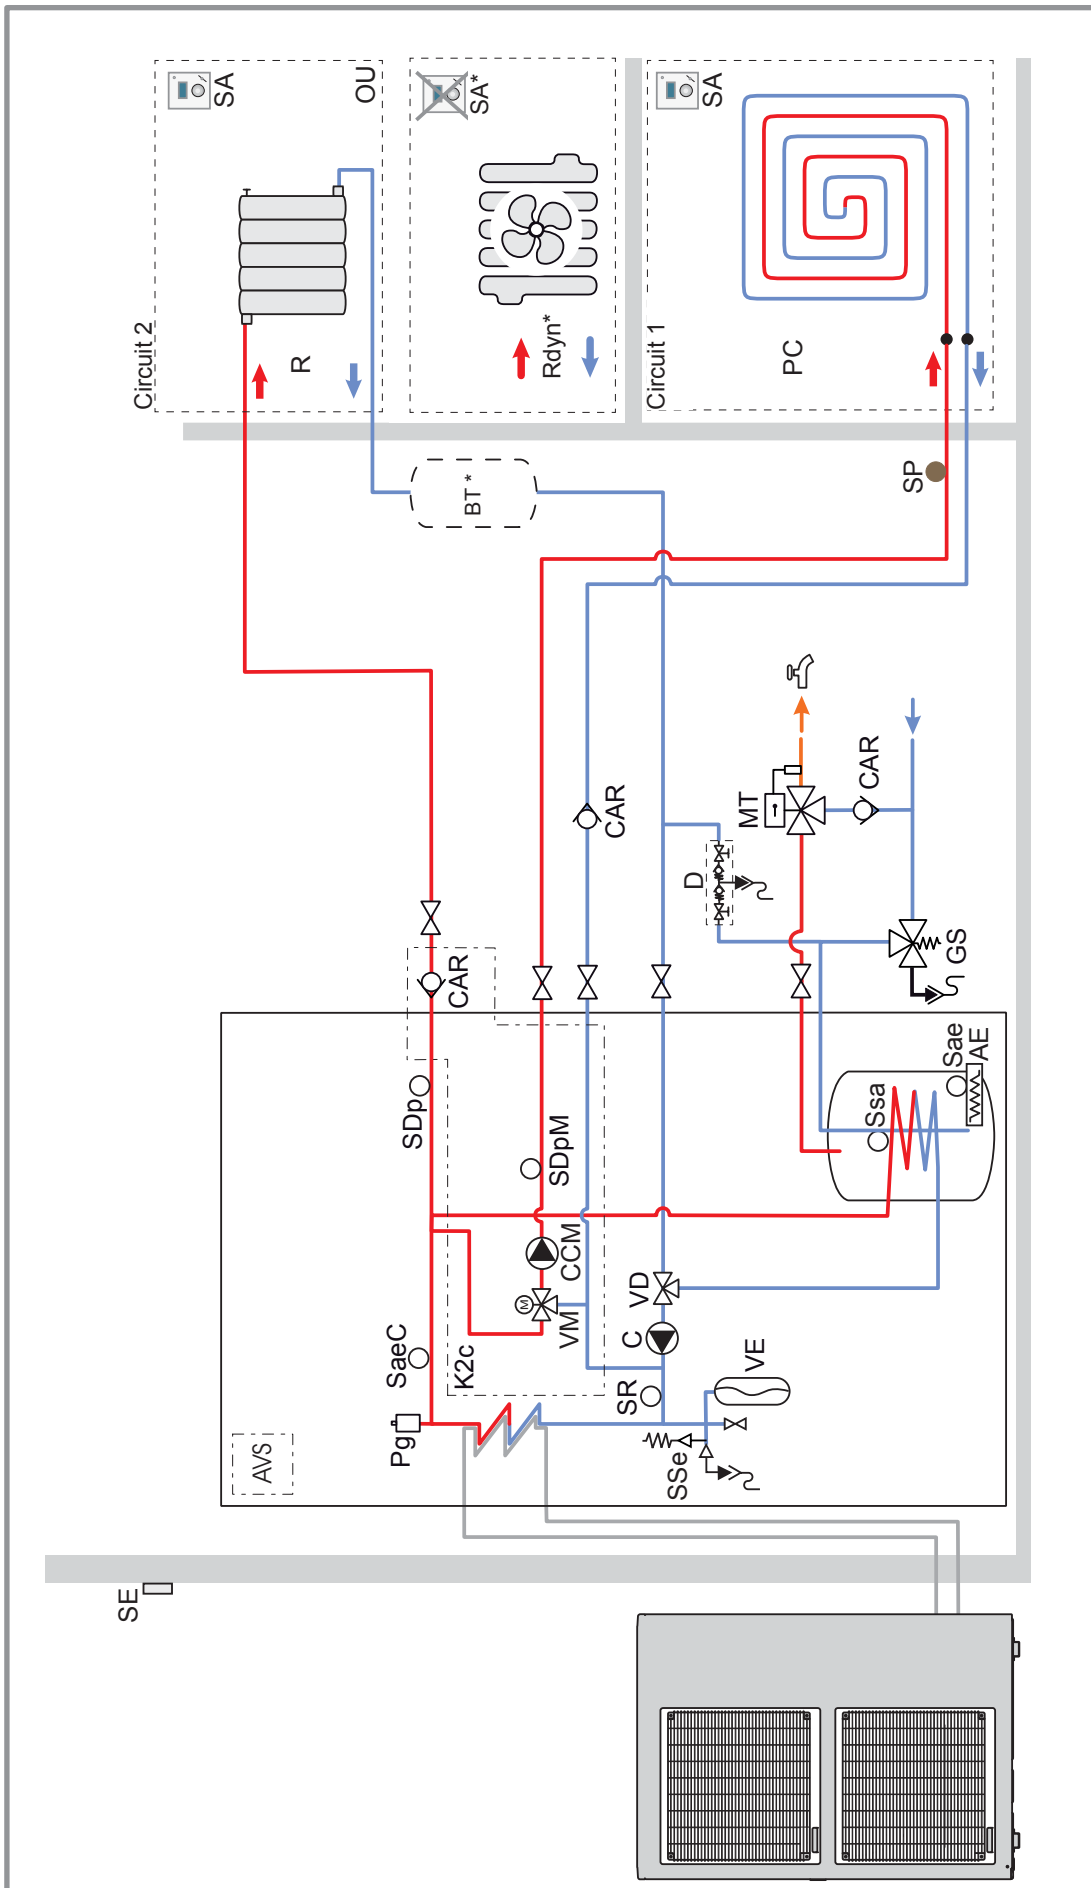 Circuit 2
SA
OU
R
SA*
Rdyn*
Circuit 1
SA
PC
BT *
SP
CAR
MT
CAR
D
CAR
GS
SDp
SDpM
Sae
AE
Ssa
CCM
VM
VD
C
SaeC
K2c
SR
VE
Pg
SSe
AVS
M
SE